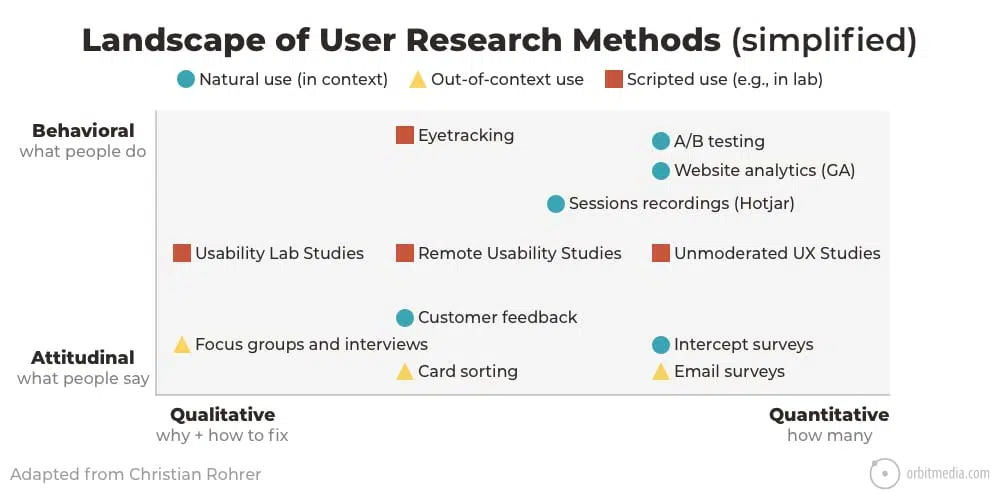 Landscape of User Research Methods (simplified)
Natural use (in context) Out-of-context use Scripted use (e.g., in lab)
Behavioral
what people do
Eyetracking
A/B testing
Website analytics (GA)
Sessions recordings (Hotjar)
Usability Lab Studies Remote Usability Studies Unmoderated UX Studies
Customer feedback
Focus groups and interviews Intercept surveys
Attitudinal
what people say
Card sorting Email surveys
Qualitative
why + how to fix
Quantitative
how many
Adapted from Christian Rohrer
orbitmedia.com